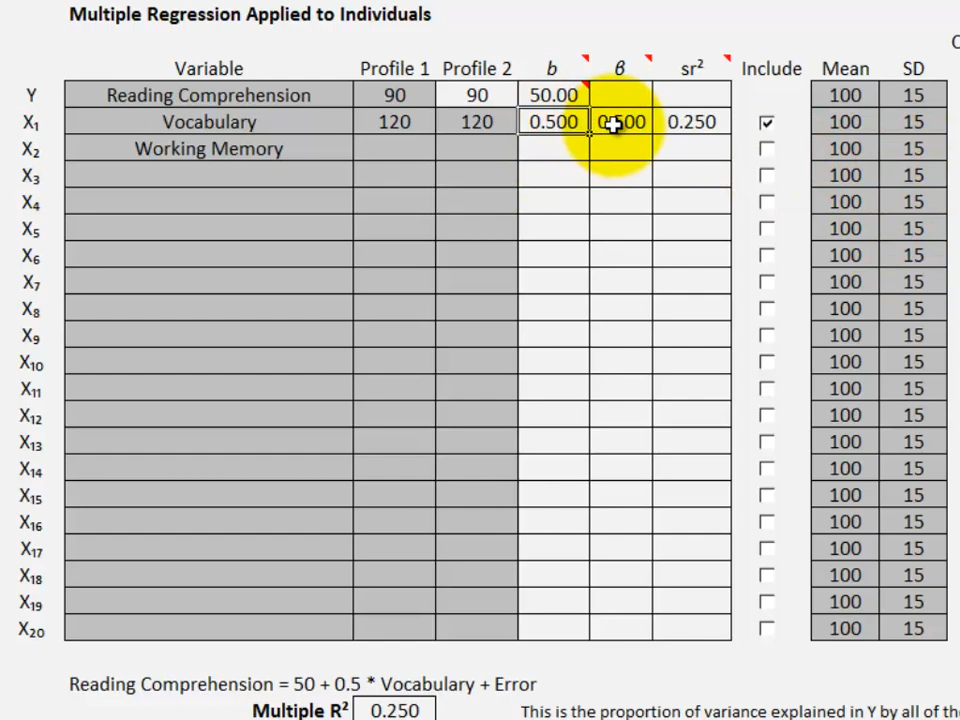 Multiple Regression Applied to Individuals
C
Variable Profile 1 Profile 2 b β sr² Include Mean SD
Y Reading Comprehension 90 90 50.00 100 15
X₁ Vocabulary 120 120 0.500 0.500 0.250 100 15
X₂ Working Memory 100 15
X₃ 100 15
X₄ 100 15
X₅ 100 15
X₆ 100 15
X₇ 100 15
X₈ 100 15
X₉ 100 15
X₁₀ 100 15
X₁₁ 100 15
X₁₂ 100 15
X₁₃ 100 15
X₁₄ 100 15
X₁₅ 100 15
X₁₆ 100 15
X₁₇ 100 15
X₁₈ 100 15
X₁₉ 100 15
X₂₀ 100 15
Reading Comprehension = 50 + 0.5 * Vocabulary + Error
Multiple R² 0.250 This is the proportion of variance explained in Y by all of the